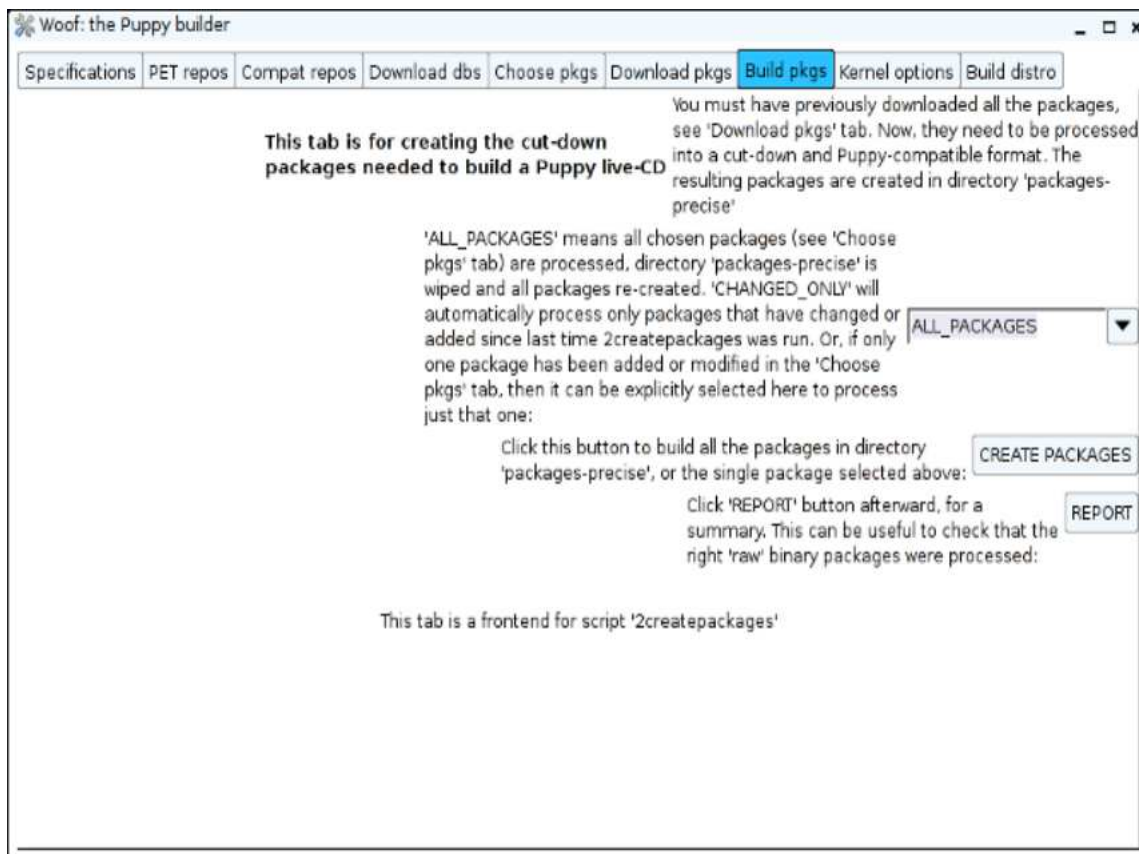 Woof: the Puppy builder
Specifications PET repos Compat repos Download dbs Choose pkgs Download pkgs Build pkgs Kernel options Build distro
This tab is for creating the cut-down
packages needed to build a Puppy live-CD
You must have previously downloaded all the packages,
see 'Download pkgs' tab. Now, they need to be processed
into a cut-down and Puppy-compatible format. The
resulting packages are created in directory 'packages-
precise'
'ALL_PACKAGES' means all chosen packages (see 'Choose
pkgs' tab) are processed, directory 'packages-precise' is
wiped and all packages re-created. 'CHANGED_ONLY' will
automatically process only packages that have changed or
added since last time 2createpackages was run. Or, if only
one package has been added or modified in the 'Choose
pkgs' tab, then it can be explicitly selected here to process
just that one:
ALL_PACKAGES
Click this button to build all the packages in directory
'packages-precise', or the single package selected above:
CREATE PACKAGES
Click 'REPORT' button afterward, for a
summary. This can be useful to check that the
right 'raw' binary packages were processed:
REPORT
This tab is a frontend for script '2createpackages'